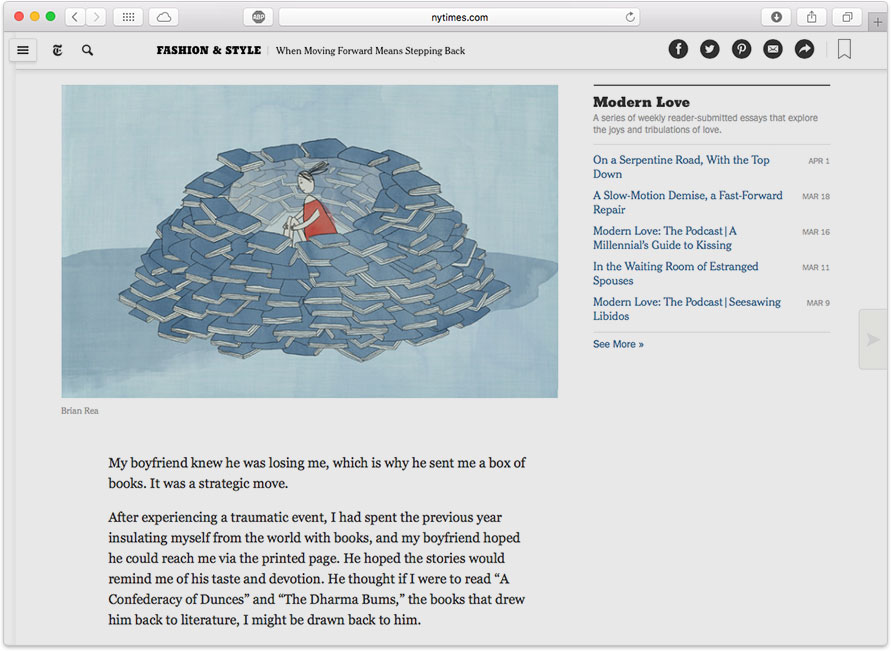 ABP
nytimes.com
FASHION & STYLE | When Moving Forward Means Stepping Back
Modern Love
A series of weekly reader-submitted essays that explore
the joys and tribulations of love.
On a Serpentine Road, With the Top
Down
APR 1
A Slow-Motion Demise, a Fast-Forward
Repair
MAR 18
Modern Love: The Podcast | A
Millennial’s Guide to Kissing
MAR 16
In the Waiting Room of Estranged
Spouses
MAR 11
Modern Love: The Podcast | Seesawing
Libidos
MAR 9
See More »
Brian Rea
My boyfriend knew he was losing me, which is why he sent me a box of
books. It was a strategic move.
After experiencing a traumatic event, I had spent the previous year
insulating myself from the world with books, and my boyfriend hoped
he could reach me via the printed page. He hoped the stories would
remind me of his taste and devotion. He thought if I were to read “A
Confederacy of Dunces” and “The Dharma Bums,” the books that drew
him back to literature, I might be drawn back to him.